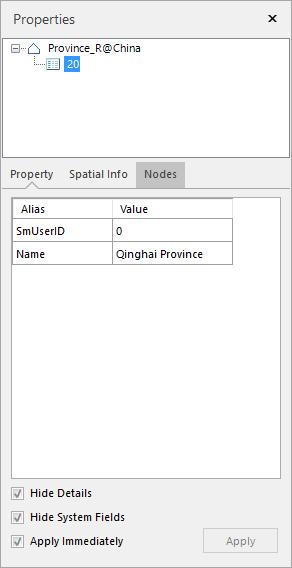 Properties
Province_R@China
20
Property Spatial Info Nodes
Alias Value
SmUserID 0
Name Qinghai Province
Hide Details
Hide System Fields
Apply Immediately Apply